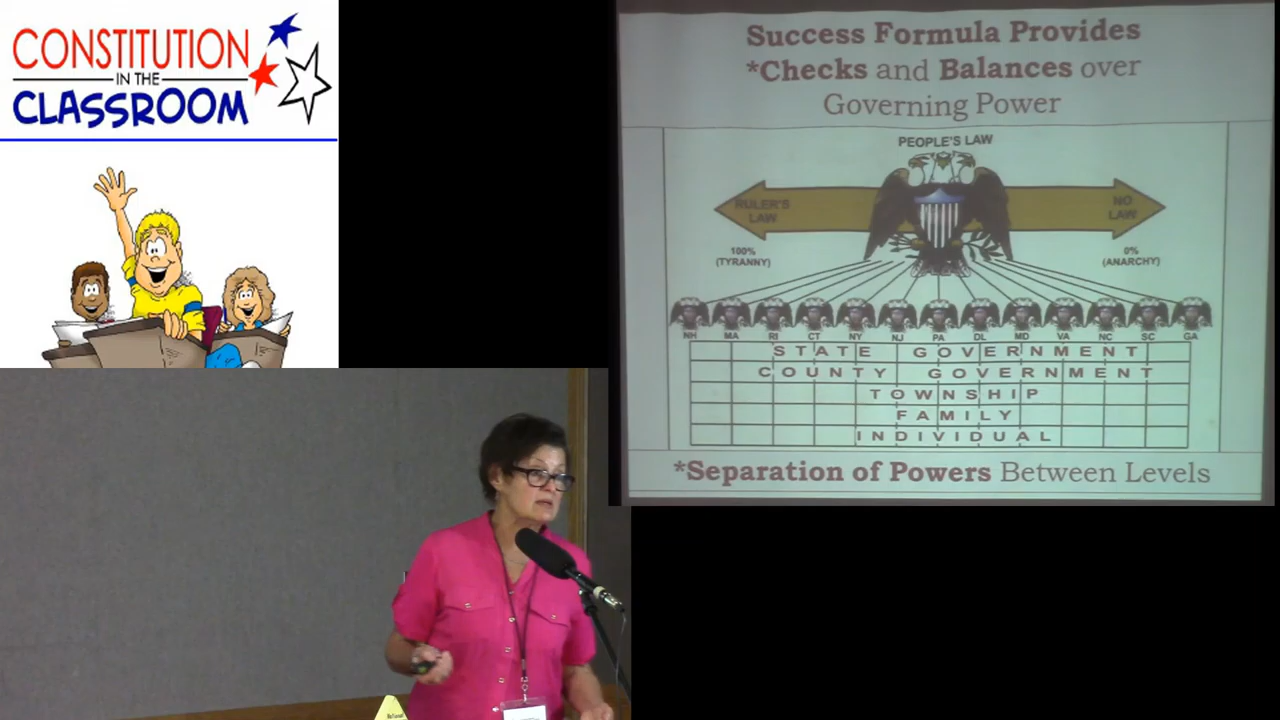 CONSTITUTION
IN THE
CLASSROOM
Success Formula Provides
*Checks and Balances over
Governing Power
PEOPLE'S LAW
RULER'S
LAW
NO
LAW
100%
(TYRANNY)
0%
(ANARCHY)
NH MA RI CT NY NJ PA DL MD VA NC SC GA
STATE GOVERNMENT
COUNTY GOVERNMENT
TOWNSHIP
FAMILY
INDIVIDUAL
*Separation of Powers Between Levels